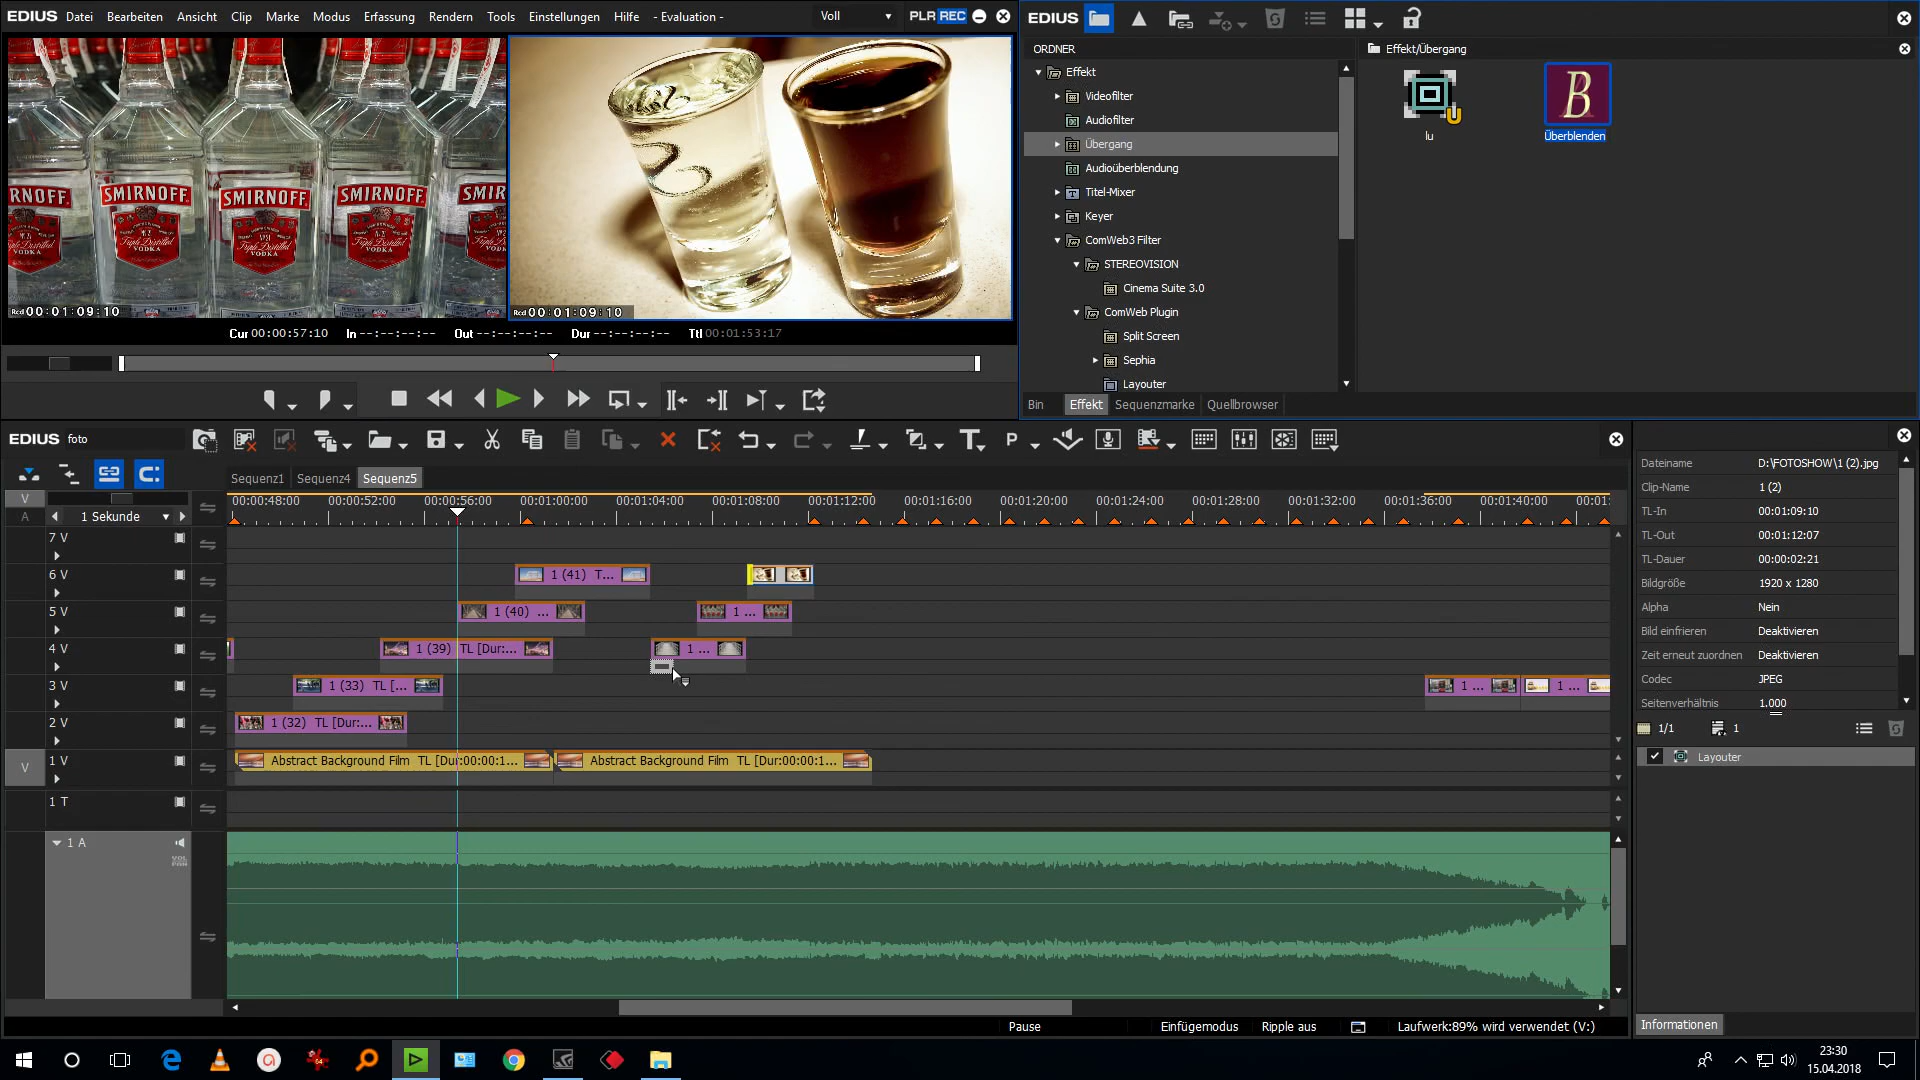 EDIUS Datei Bearbeiten Ansicht Clip Marke Modus Erfassung Rendern Tools Einstellungen Hilfe - Evaluation - Voll PLR REC
SMIRNOFF
Triple Distilled
VODKA
Rcd 00:01:09:10
Rcd 00:01:09:10
Cur 00:00:57:10 In --:--:--:-- Out --:--:--:-- Dur --:--:--:-- Ttl 00:01:53:17
EDIUS
ORDNER
Effekt
Videofilter
Audiofilter
Übergang
Audioüberblendung
Titel-Mixer
Keyer
ComWeb3 Filter
STEREOVISION
Cinema Suite 3.0
ComWeb Plugin
Split Screen
Sephia
Layouter
Bin Effekt Sequenzmarke Quellbrowser
Effekt/Übergang
B
U
lu Überblenden
EDIUS foto
Sequenz1 Sequenz4 Sequenz5
V
A
1 Sekunde
00:00:48:00 00:00:52:00 00:00:56:00 00:01:00:00 00:01:04:00 00:01:08:00 00:01:12:00 00:01:16:00 00:01:20:00 00:01:24:00 00:01:28:00 00:01:32:00 00:01:36:00 00:01:40:00 00:01:
7 V
6 V 1 (41) T...
5 V 1 (40) ... 1 ...
4 V 1 (39) TL [Dur:... 1 ...
3 V 1 (33) TL [... 1 ... 1 ...
2 V 1 (32) TL [Dur:...
V 1 V Abstract Background Film TL [Dur:00:00:1... Abstract Background Film TL [Dur:00:00:1...
1 T
1 A
VOL
PAN
Pause Einfügemodus Ripple aus Laufwerk:89% wird verwendet (V:)
Dateiname D:\FOTOSHOW\1 (2).jpg
Clip-Name 1 (2)
TL-In 00:01:09:10
TL-Out 00:01:12:07
TL-Dauer 00:00:02:21
Bildgröße 1920 x 1280
Alpha Nein
Bild einfrieren Deaktivieren
Zeit erneut zuordnen Deaktivieren
Codec JPEG
Seitenverhältnis 1.000
1/1 1
Layouter
Informationen
23:30
15.04.2018